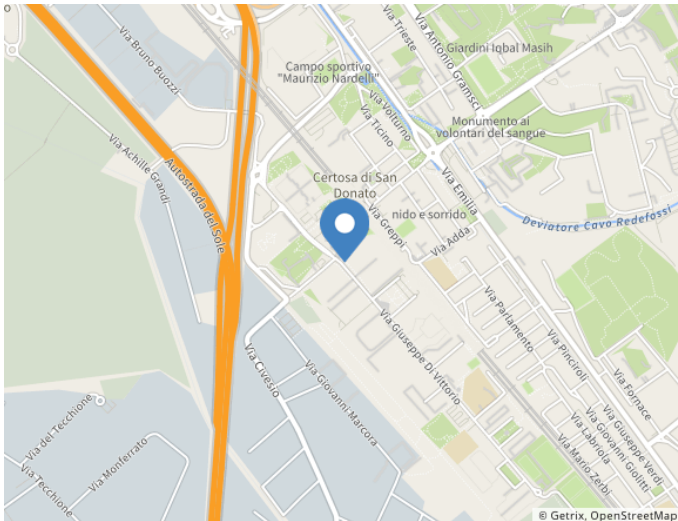 o
Via Bruno Buozzi
Via Trieste
Via Antonio Gramsci
Giardini Iqbal Masih
Campo sportivo
"Maurizio Nardelli"
Via Volturno
Via Ticino
Monumento ai
volontari del sangue
Via Achille Grandi
Autostrada del Sole
Certosa di San
Donato
Via Emilia
Via Greppi
nido e sorrido
Deviatore Cavo Redefossi
Via Adda
Via Parlamento
Via Giuseppe Di Vittorio
Via Pinciroli
Via Civesio
Via Giovanni Marcora
Via Fornace
Via del Tecchione
Via Monferrato
Via Tecchione
Via Labriola
Via Mario Zerbi
Via Giovanni Giolitti
Via Giuseppe Verdi
© Getrix, OpenStreetMap